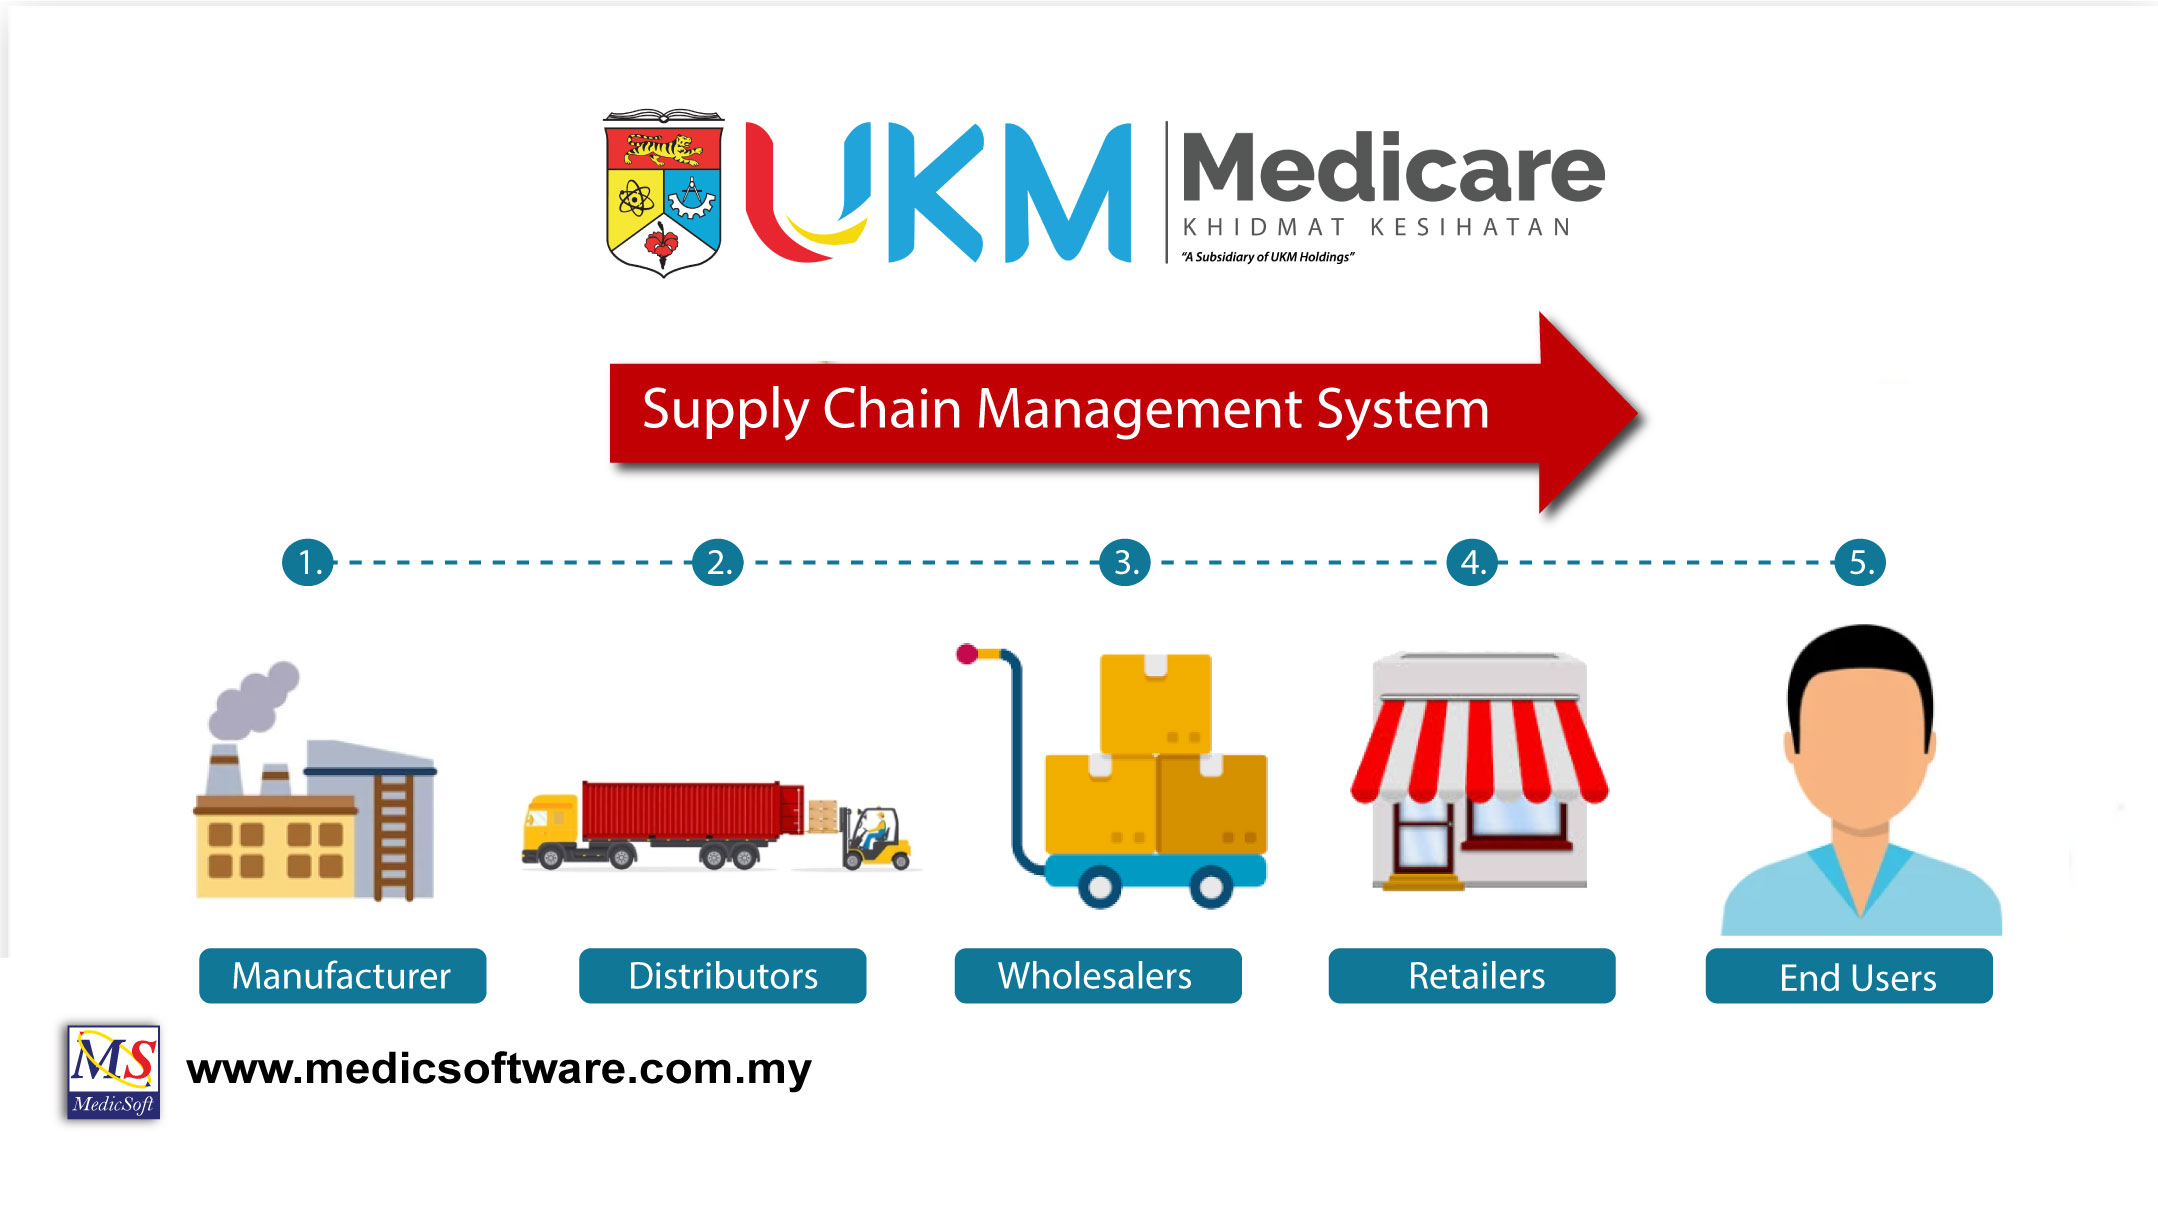 UKM
Medicare
KHIDMAT KESIHATAN
"A Subsidiary of UKM Holdings"
Supply Chain Management System
1. 2. 3. 4. 5.
Manufacturer Distributors Wholesalers Retailers End Users
MS
MedicSoft
www.medicsoftware.com.my